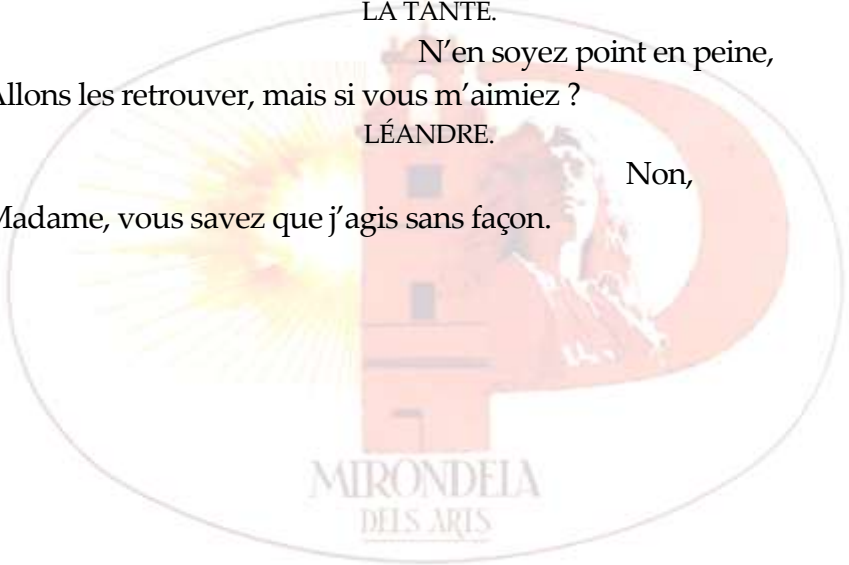 LA TANTE.
N’en soyez point en peine,
Allons les retrouver, mais si vous m’aimiez ?
LÉANDRE.
Non,
Madame, vous savez que j’agis sans façon.
MIRONDELA
DELS ARTS